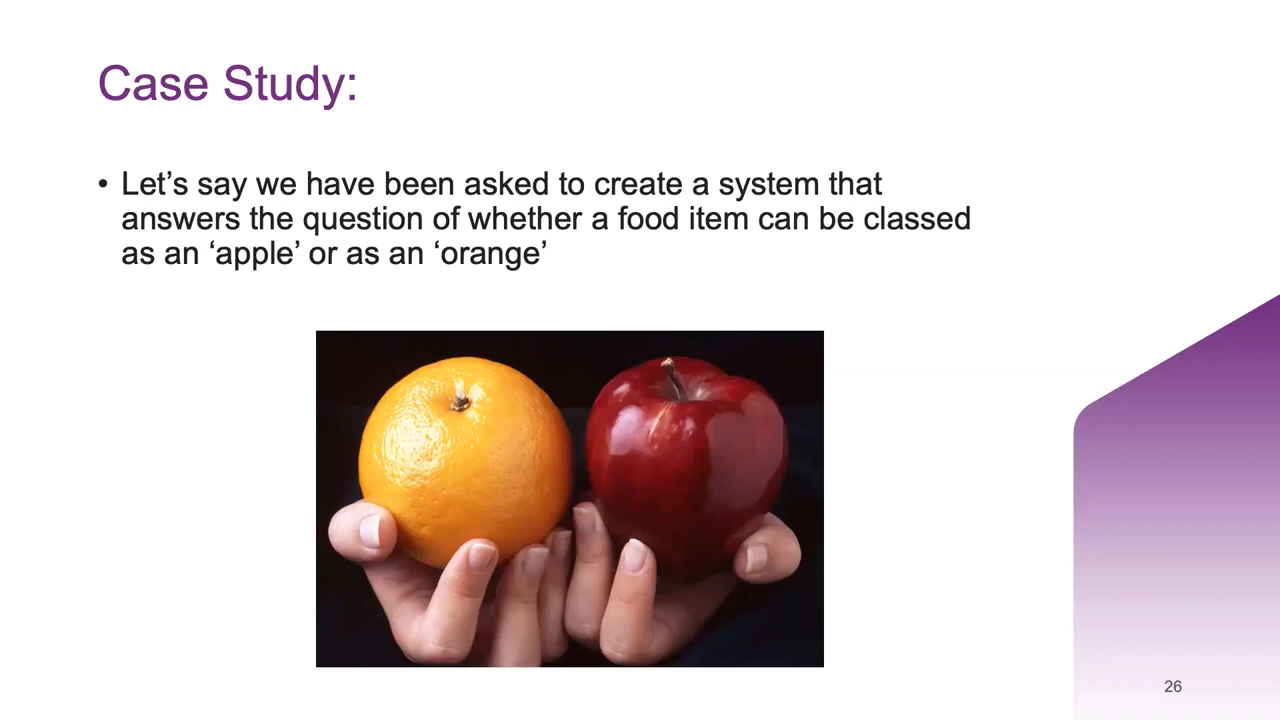 Case Study:
• Let’s say we have been asked to create a system that
answers the question of whether a food item can be classed
as an ‘apple’ or as an ‘orange’
26